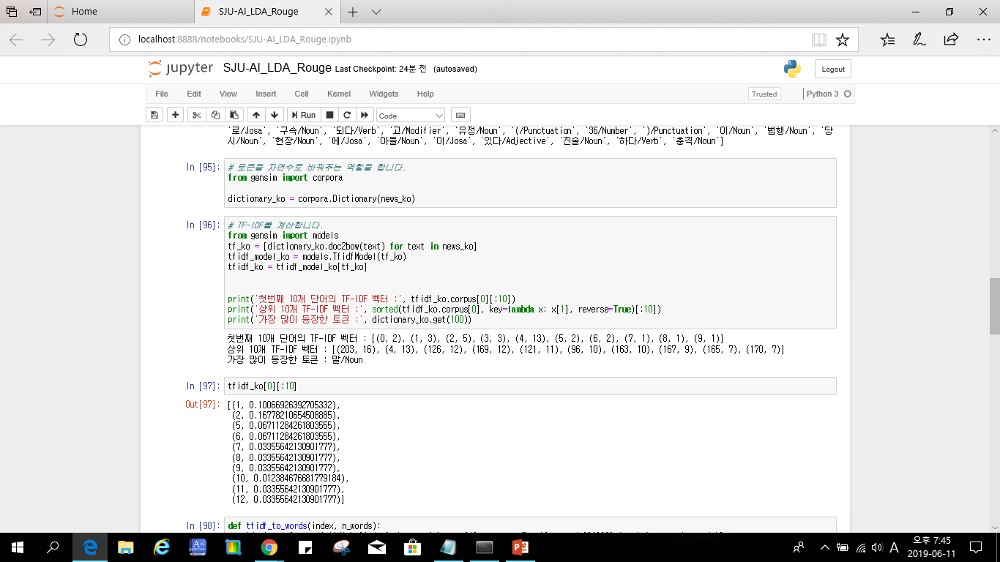 Home
SJU-AI_LDA_Rouge
localhost:8888/notebooks/SJU-AI_LDA_Rouge.ipynb
jupyter SJU-AI_LDA_Rouge Last Checkpoint: 24분 전 (autosaved)
Logout
File Edit View Insert Cell Kernel Widgets Help
Trusted Python 3
Run Code
'로/Josa', '구속/Noun', '되다/Verb', '고/Modifier', '유정/Noun', '(/Punctuation', '36/Number', ')/Punctuation', '이/Noun', '범행/Noun', '당
시/Noun', '현장/Noun', '에/Josa', '아들/Noun', '이/Josa', '있다/Adjective', '진술/Noun', '하다/Verb', '충격/Noun']
In [95]: # 토큰을 자연수로 바꿔주는 역할을 합니다.
from gensim import corpora
dictionary_ko = corpora.Dictionary(news_ko)
In [96]: # TF-IDF를 계산합니다.
from gensim import models
tf_ko = [dictionary_ko.doc2bow(text) for text in news_ko]
tfidf_model_ko = models.TfidfModel(tf_ko)
tfidf_ko = tfidf_model_ko[tf_ko]
print('첫번째 10개 단어의 TF-IDF 벡터 :', tfidf_ko.corpus[0][:10])
print('상위 10개 TF-IDF 벡터 :', sorted(tfidf_ko.corpus[0], key=lambda x: x[1], reverse=True)[:10])
print('가장 많이 등장한 토큰 :', dictionary_ko.get(100))
첫번째 10개 단어의 TF-IDF 벡터 : [(0, 2), (1, 3), (2, 5), (3, 3), (4, 13), (5, 2), (6, 2), (7, 1), (8, 1), (9, 1)]
상위 10개 TF-IDF 벡터 : [(203, 16), (4, 13), (126, 12), (169, 12), (121, 11), (96, 10), (163, 10), (167, 9), (165, 7), (170, 7)]
가장 많이 등장한 토큰 : 말/Noun
In [97]: tfidf_ko[0][:10]
Out[97]: [(1, 0.10066926392705332),
(2, 0.16778210654508885),
(5, 0.06711284261803555),
(6, 0.06711284261803555),
(7, 0.03355642130901777),
(8, 0.03355642130901777),
(9, 0.03355642130901777),
(10, 0.012384676681779184),
(11, 0.03355642130901777),
(12, 0.03355642130901777)]
In [98]: def tfidf_to_words(index, n_words):
A 오후 7:45
2019-06-11